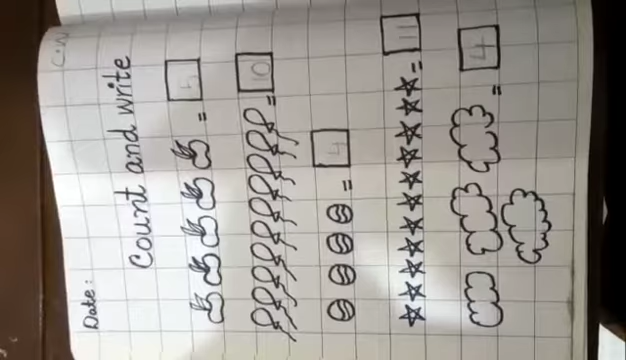 C.W
Date:
Count and write
= 5
= 10
= 4
= 11
= 4